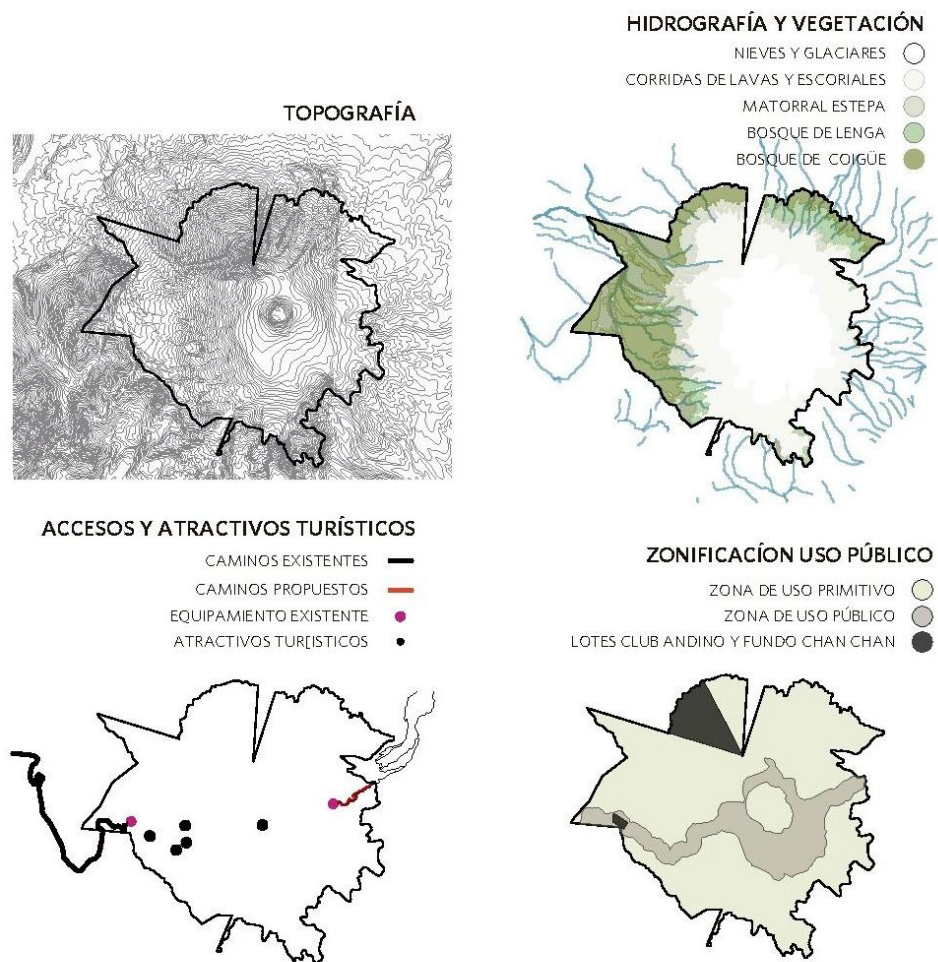 TOPOGRAFÍA
HIDROGRAFÍA Y VEGETACIÓN
NIEVES Y GLACIARES
CORRIDAS DE LAVAS Y ESCORIALES
MATORRAL ESTEPA
BOSQUE DE LENGA
BOSQUE DE COIGÜE
ACCESOS Y ATRACTIVOS TURÍSTICOS
CAMINOS EXISTENTES
CAMINOS PROPUESTOS
EQUIPAMIENTO EXISTENTE
ATRACTIVOS TUR[ISTICOS
ZONIFICACÍON USO PÚBLICO
ZONA DE USO PRIMITIVO
ZONA DE USO PÚBLICO
LOTES CLUB ANDINO Y FUNDO CHAN CHAN